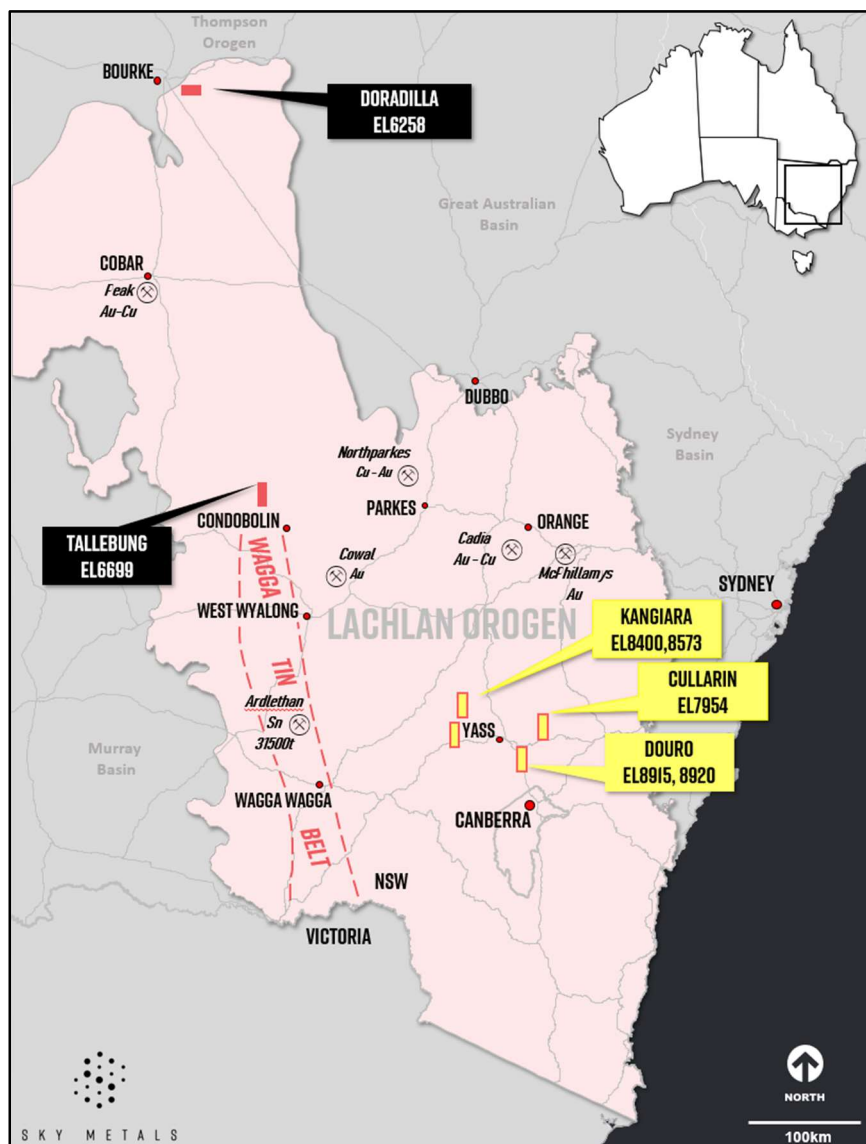 Thompson
Orogen
BOURKE
DORADILLA
EL6258
Great Australian
Basin
COBAR
Peak
Au-Cu
DUBBO
Sydney
Basin
Northparkes
Cu - Au
PARKES
CONDOBOLIN
TALLEBUNG
EL6699
ORANGE
Cadia
Au - Cu
McPhillamys
Au
Cowal
Au
SYDNEY
WAGGA
TIN
BELT
WEST WYALONG
LACHLAN OROGEN
KANGIARA
EL8400,8573
CULLARIN
EL7954
Ardlethan
Sn
31500t
YASS
DOURO
EL8915, 8920
Murray
Basin
WAGGA WAGGA
CANBERRA
NSW
VICTORIA
SKY METALS
NORTH
100km